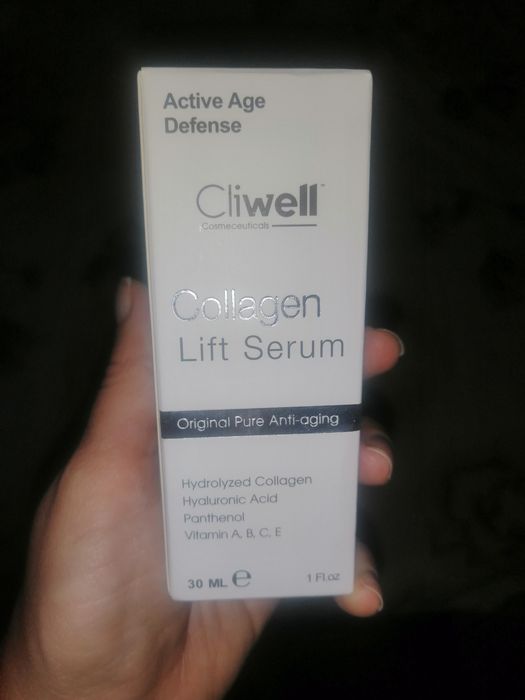 Active Age
Defense
Cliwell™
Cosmeceuticals
Collagen
Lift Serum
Original Pure Anti-aging
Hydrolyzed Collagen
Hyaluronic Acid
Panthenol
Vitamin A, B, C, E
30 ML ℮ 1 Fl.oz